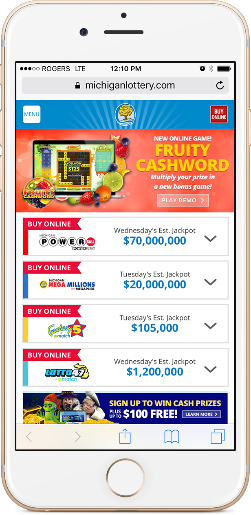 ROGERS LTE 12:10 PM
michiganlottery.com
MENU
BUY ONLINE
NEW ONLINE GAME!
FRUITY
CASHWORD
Multiply your prize in
a new bonus game!
PLAY DEMO
BUY ONLINE
POWERBALL
Wednesday's Est. Jackpot
$70,000,000
BUY ONLINE
MEGA MILLIONS
Tuesday's Est. Jackpot
$20,000,000
BUY ONLINE
Fantasy 5
Tuesday's Est. Jackpot
$105,000
BUY ONLINE
Lotto 47
Wednesday's Est. Jackpot
$1,200,000
SIGN UP TO WIN CASH PRIZES
PLUS UP TO $100 FREE! LEARN MORE